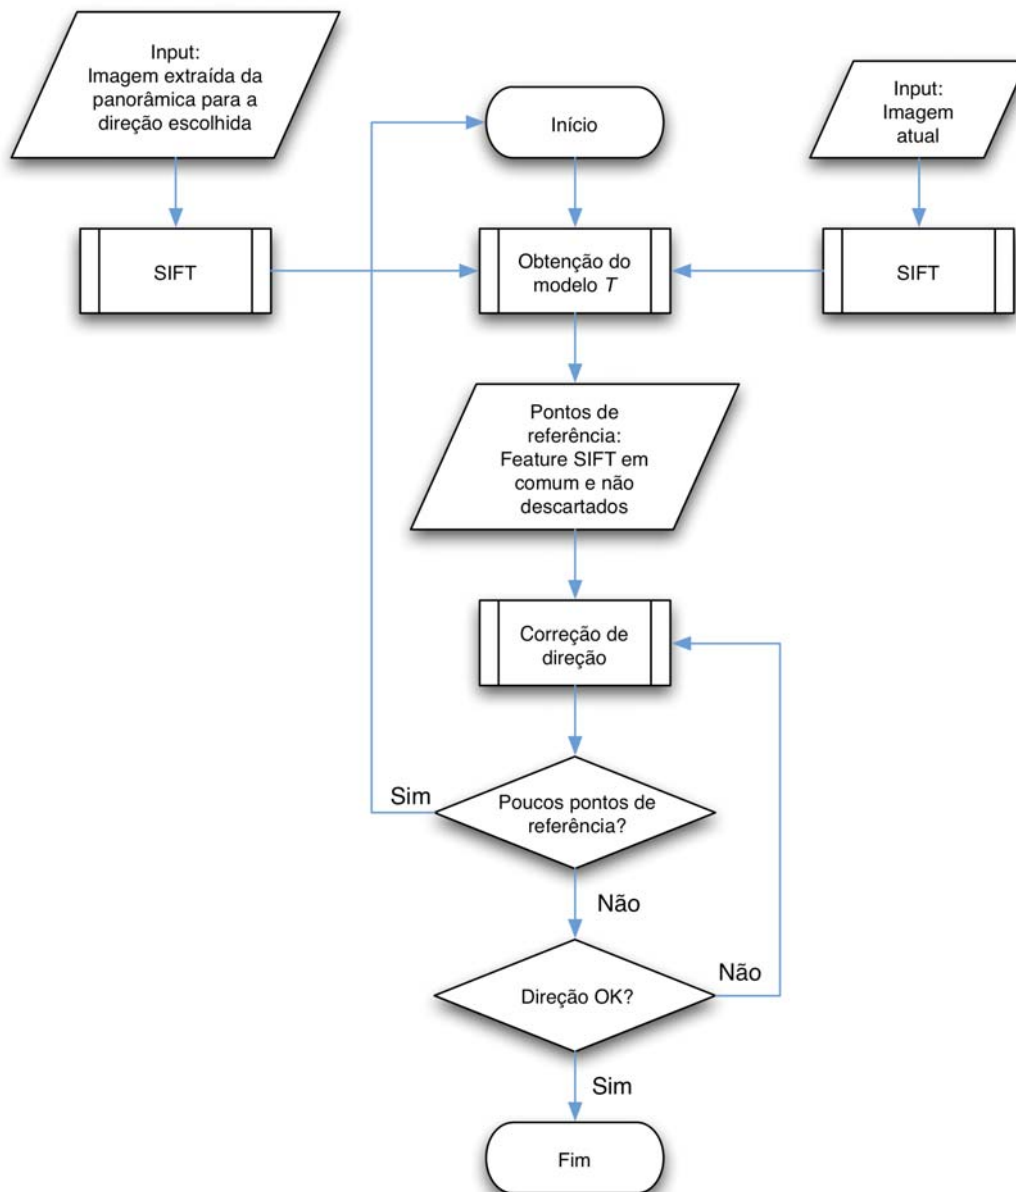 Input:
Imagem extraída da
panorâmica para a
direção escolhida
Início
Input:
Imagem
atual
SIFT
Obtenção do
modelo T
SIFT
Pontos de
referência:
Feature SIFT em
comum e não
descartados
Correção de
direção
Sim
Poucos pontos de
referência?
Não
Direção OK?
Não
Sim
Fim